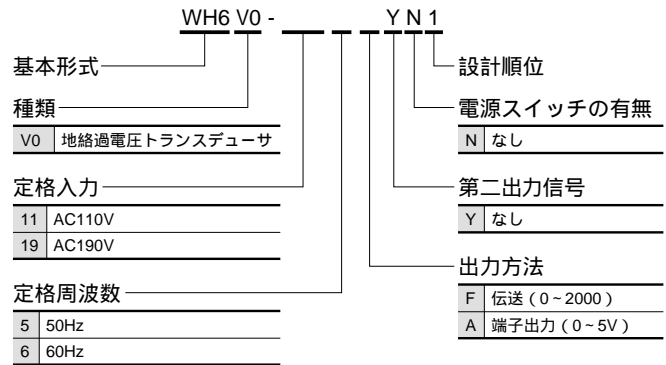 WH6 V0 - Y N 1
基本形式
種類
V0 地絡過電圧トランスデューサ
定格入力
11 AC110V
19 AC190V
定格周波数
5 50Hz
6 60Hz
設計順位
電源スイッチの有無
N なし
第二出力信号
Y なし
出力方法
F 伝送（0~2000）
A 端子出力（0~5V）